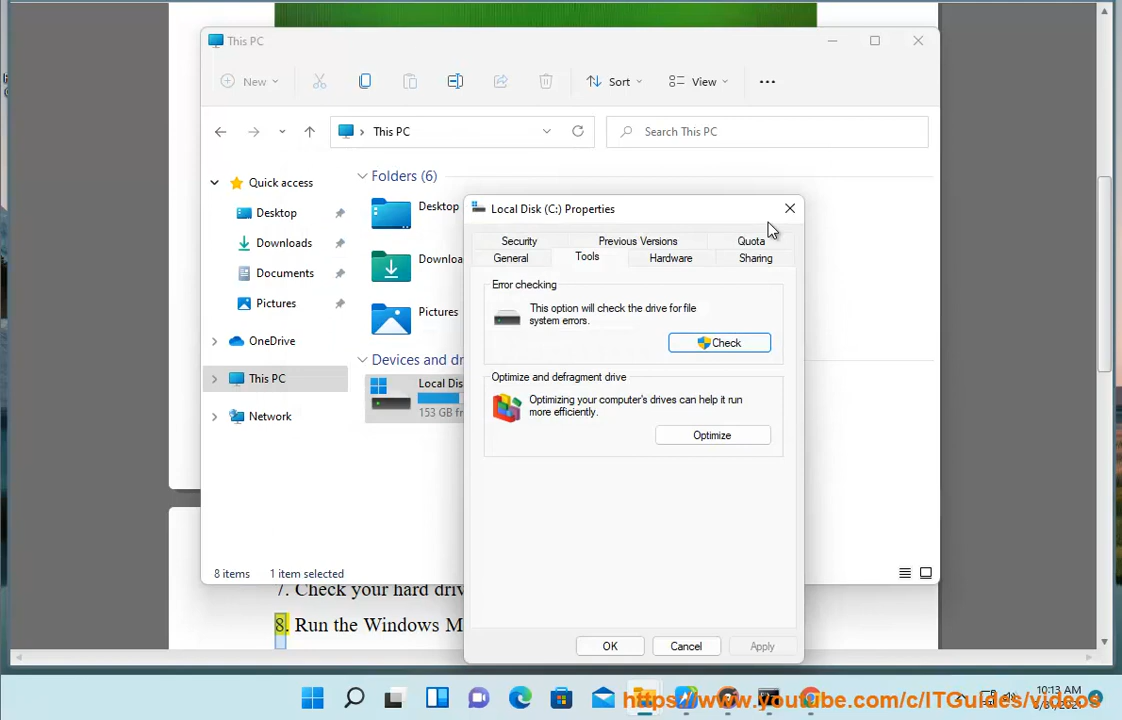 This PC
New
Sort
View
This PC
Search This PC
Quick access
Desktop
Downloads
Documents
Pictures
OneDrive
This PC
Network
Folders (6)
Desktop
Downloa
Pictures
Devices and dr
Local Dis
153 GB fr
Local Disk (C:) Properties
Security
Previous Versions
Quota
General
Tools
Hardware
Sharing
Error checking
This option will check the drive for file
system errors.
Check
Optimize and defragment drive
Optimizing your computer's drives can help it run
more efficiently.
Optimize
OK
Cancel
Apply
8 items
1 item selected
7. Check your hard driv
8. Run the Windows M
10:13 AM
https://www.youtube.com/c/ITGuides/videos